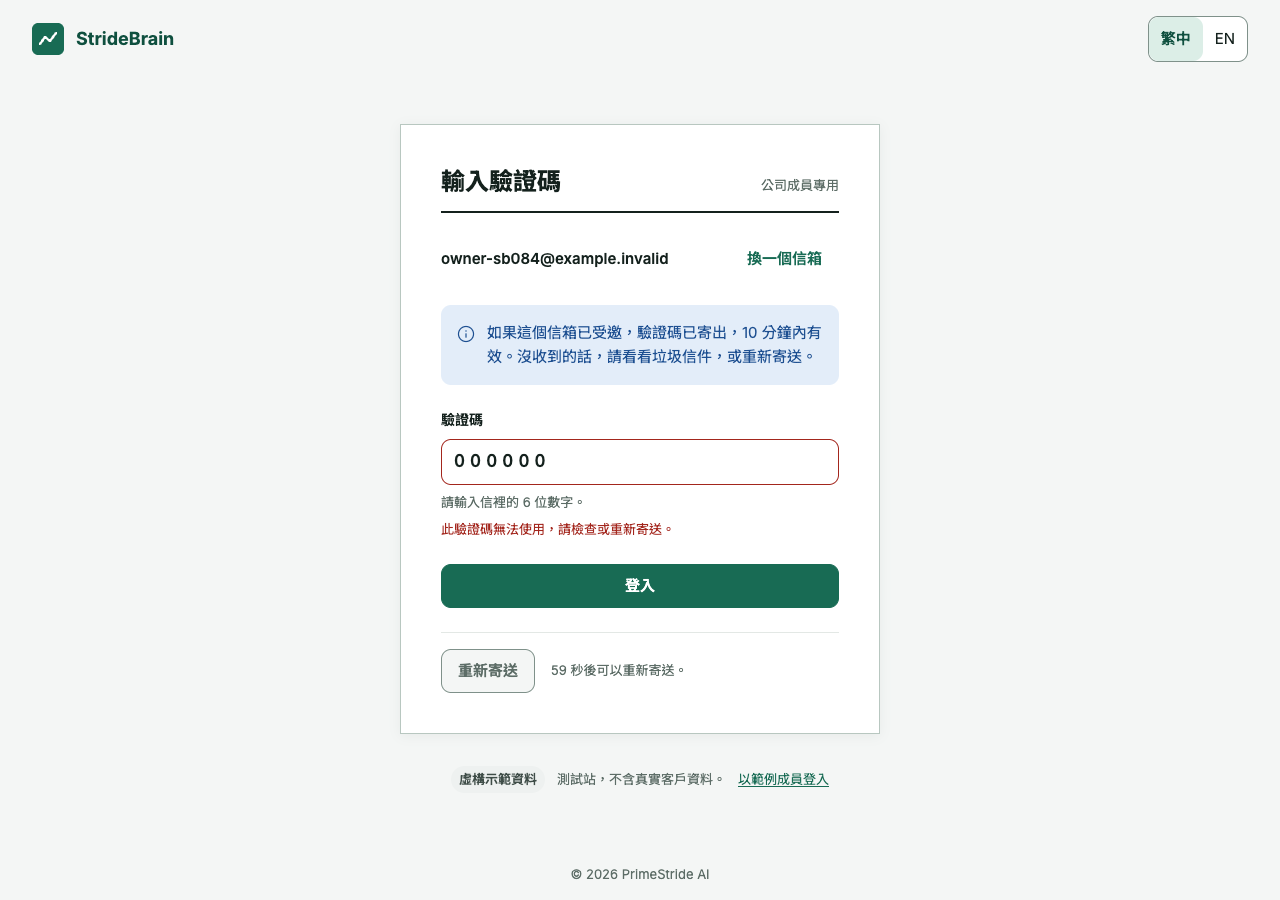 StrideBrain
繁中 EN
輸入驗證碼
公司成員專用
owner-sb084@example.invalid
換一個信箱
如果這個信箱已受邀，驗證碼已寄出，10 分鐘內有
效。沒收到的話，請看看垃圾信件，或重新寄送。
驗證碼
000000
請輸入信裡的 6 位數字。
此驗證碼無法使用，請檢查或重新寄送。
登入
重新寄送
59 秒後可以重新寄送。
虛構示範資料
測試站，不含真實客戶資料。
以範例成員登入
© 2026 PrimeStride AI